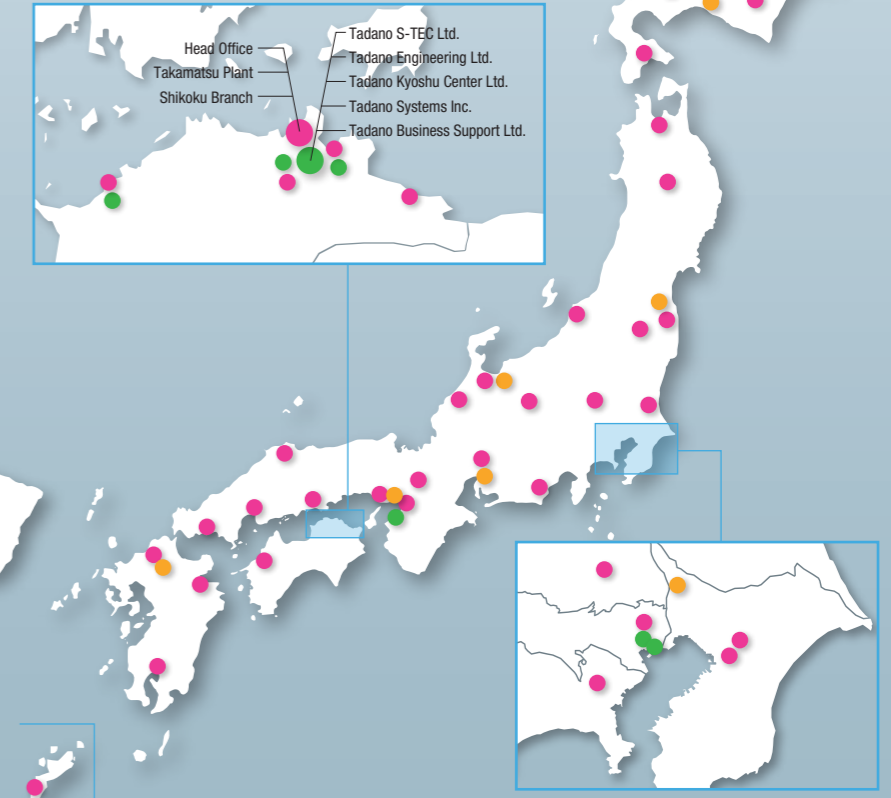 Head Office
Takamatsu Plant
Shikoku Branch
Tadano S-TEC Ltd.
Tadano Engineering Ltd.
Tadano Kyoshu Center Ltd.
Tadano Systems Inc.
Tadano Business Support Ltd.